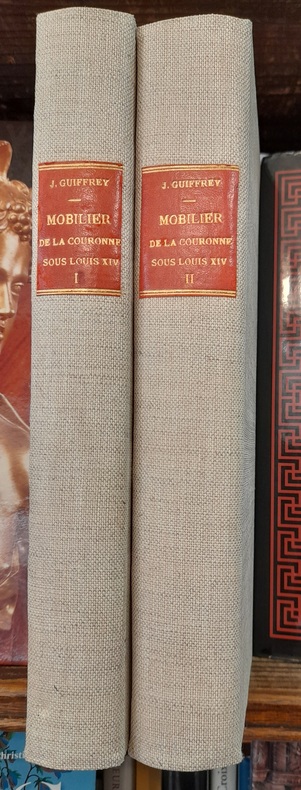 J. GUIFFREY
MOBILIER
DE LA COURONNE
SOUS LOUIS XIV
I
J. GUIFFREY
MOBILIER
DE LA COURONNE
SOUS LOUIS XIV
II